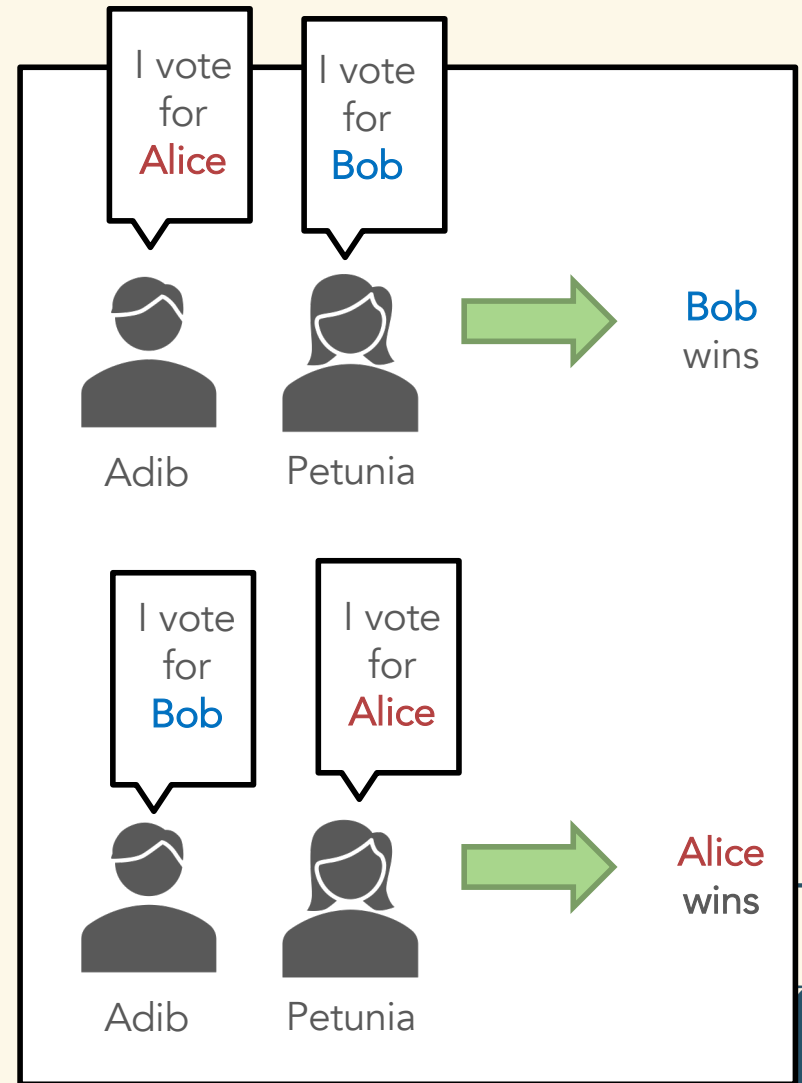 I vote
for
Alice
I vote
for
Bob
Bob
wins
Adib
Petunia
I vote
for
Bob
I vote
for
Alice
Alice
wins
Adib
Petunia